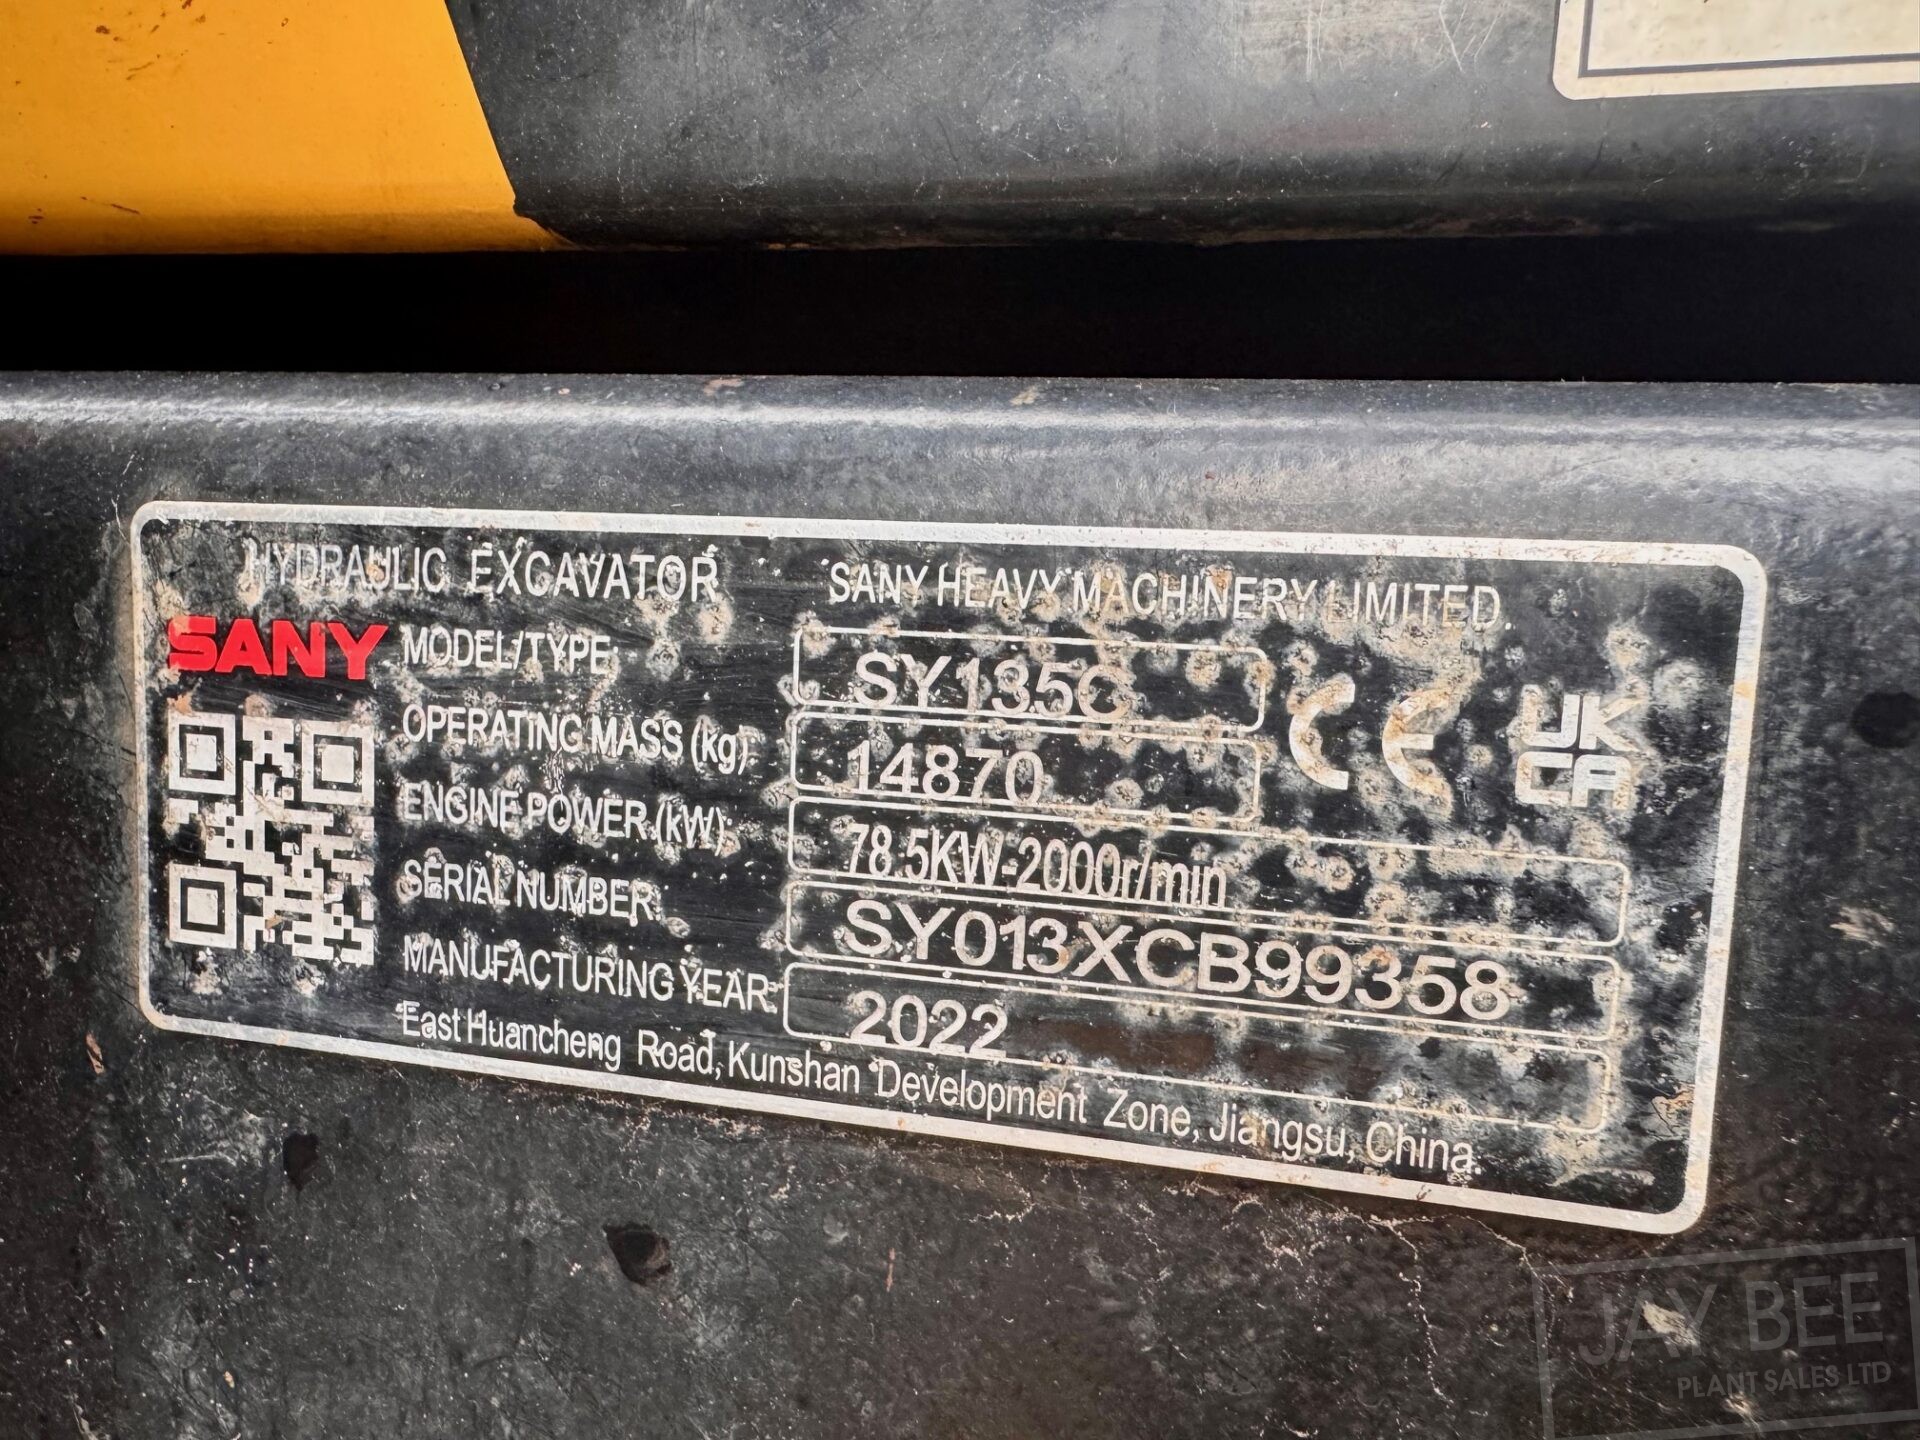 HYDRAULIC EXCAVATOR SANY HEAVY MACHINERY LIMITED.
SANY
MODEL/TYPE: SY135C
OPERATING MASS (kg) 14870
CE UK CA
ENGINE POWER (kW): 78.5KW-2000r/min
SERIAL NUMBER: SY013XCB99358
MANUFACTURING YEAR: 2022
East Huancheng Road, Kunshan Development Zone, Jiangsu, China.
JAY BEE
PLANT SALES LTD